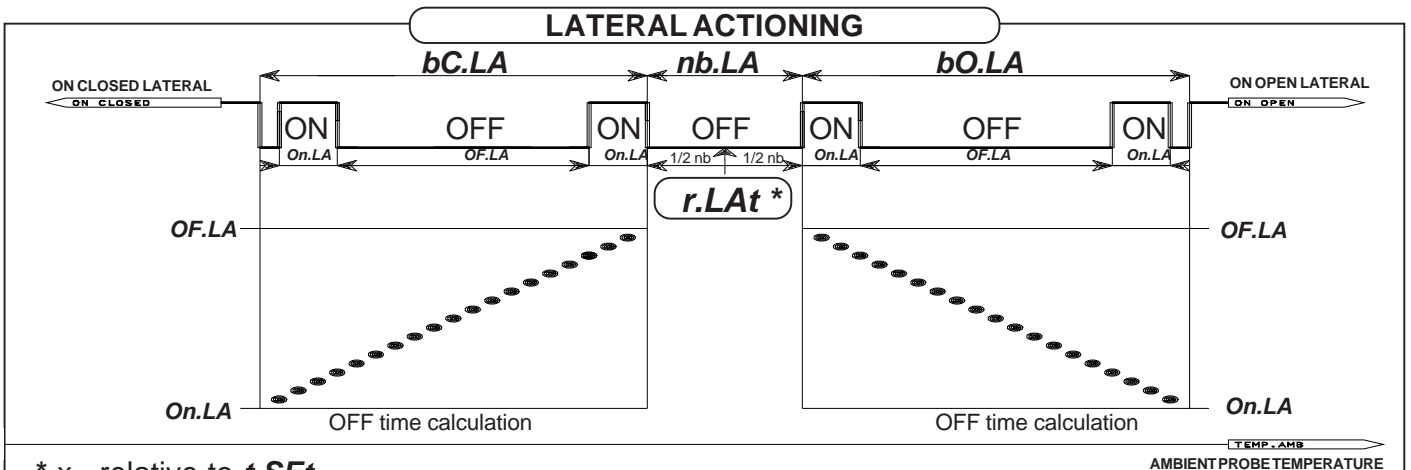 LATERAL ACTIONING
bC.LA nb.LA bO.LA
ON CLOSED LATERAL ON OPEN LATERAL
ON CLOSED ON OPEN
ON OFF ON OFF ON OFF ON
On.LA OF.LA On.LA 1/2 nb 1/2 nb On.LA OF.LA On.LA
r.LAt *
OF.LA OF.LA
On.LA On.LA
OFF time calculation OFF time calculation
TEMP.AMB
AMBIENT PROBE TEMPERATURE
relative to t.SEt